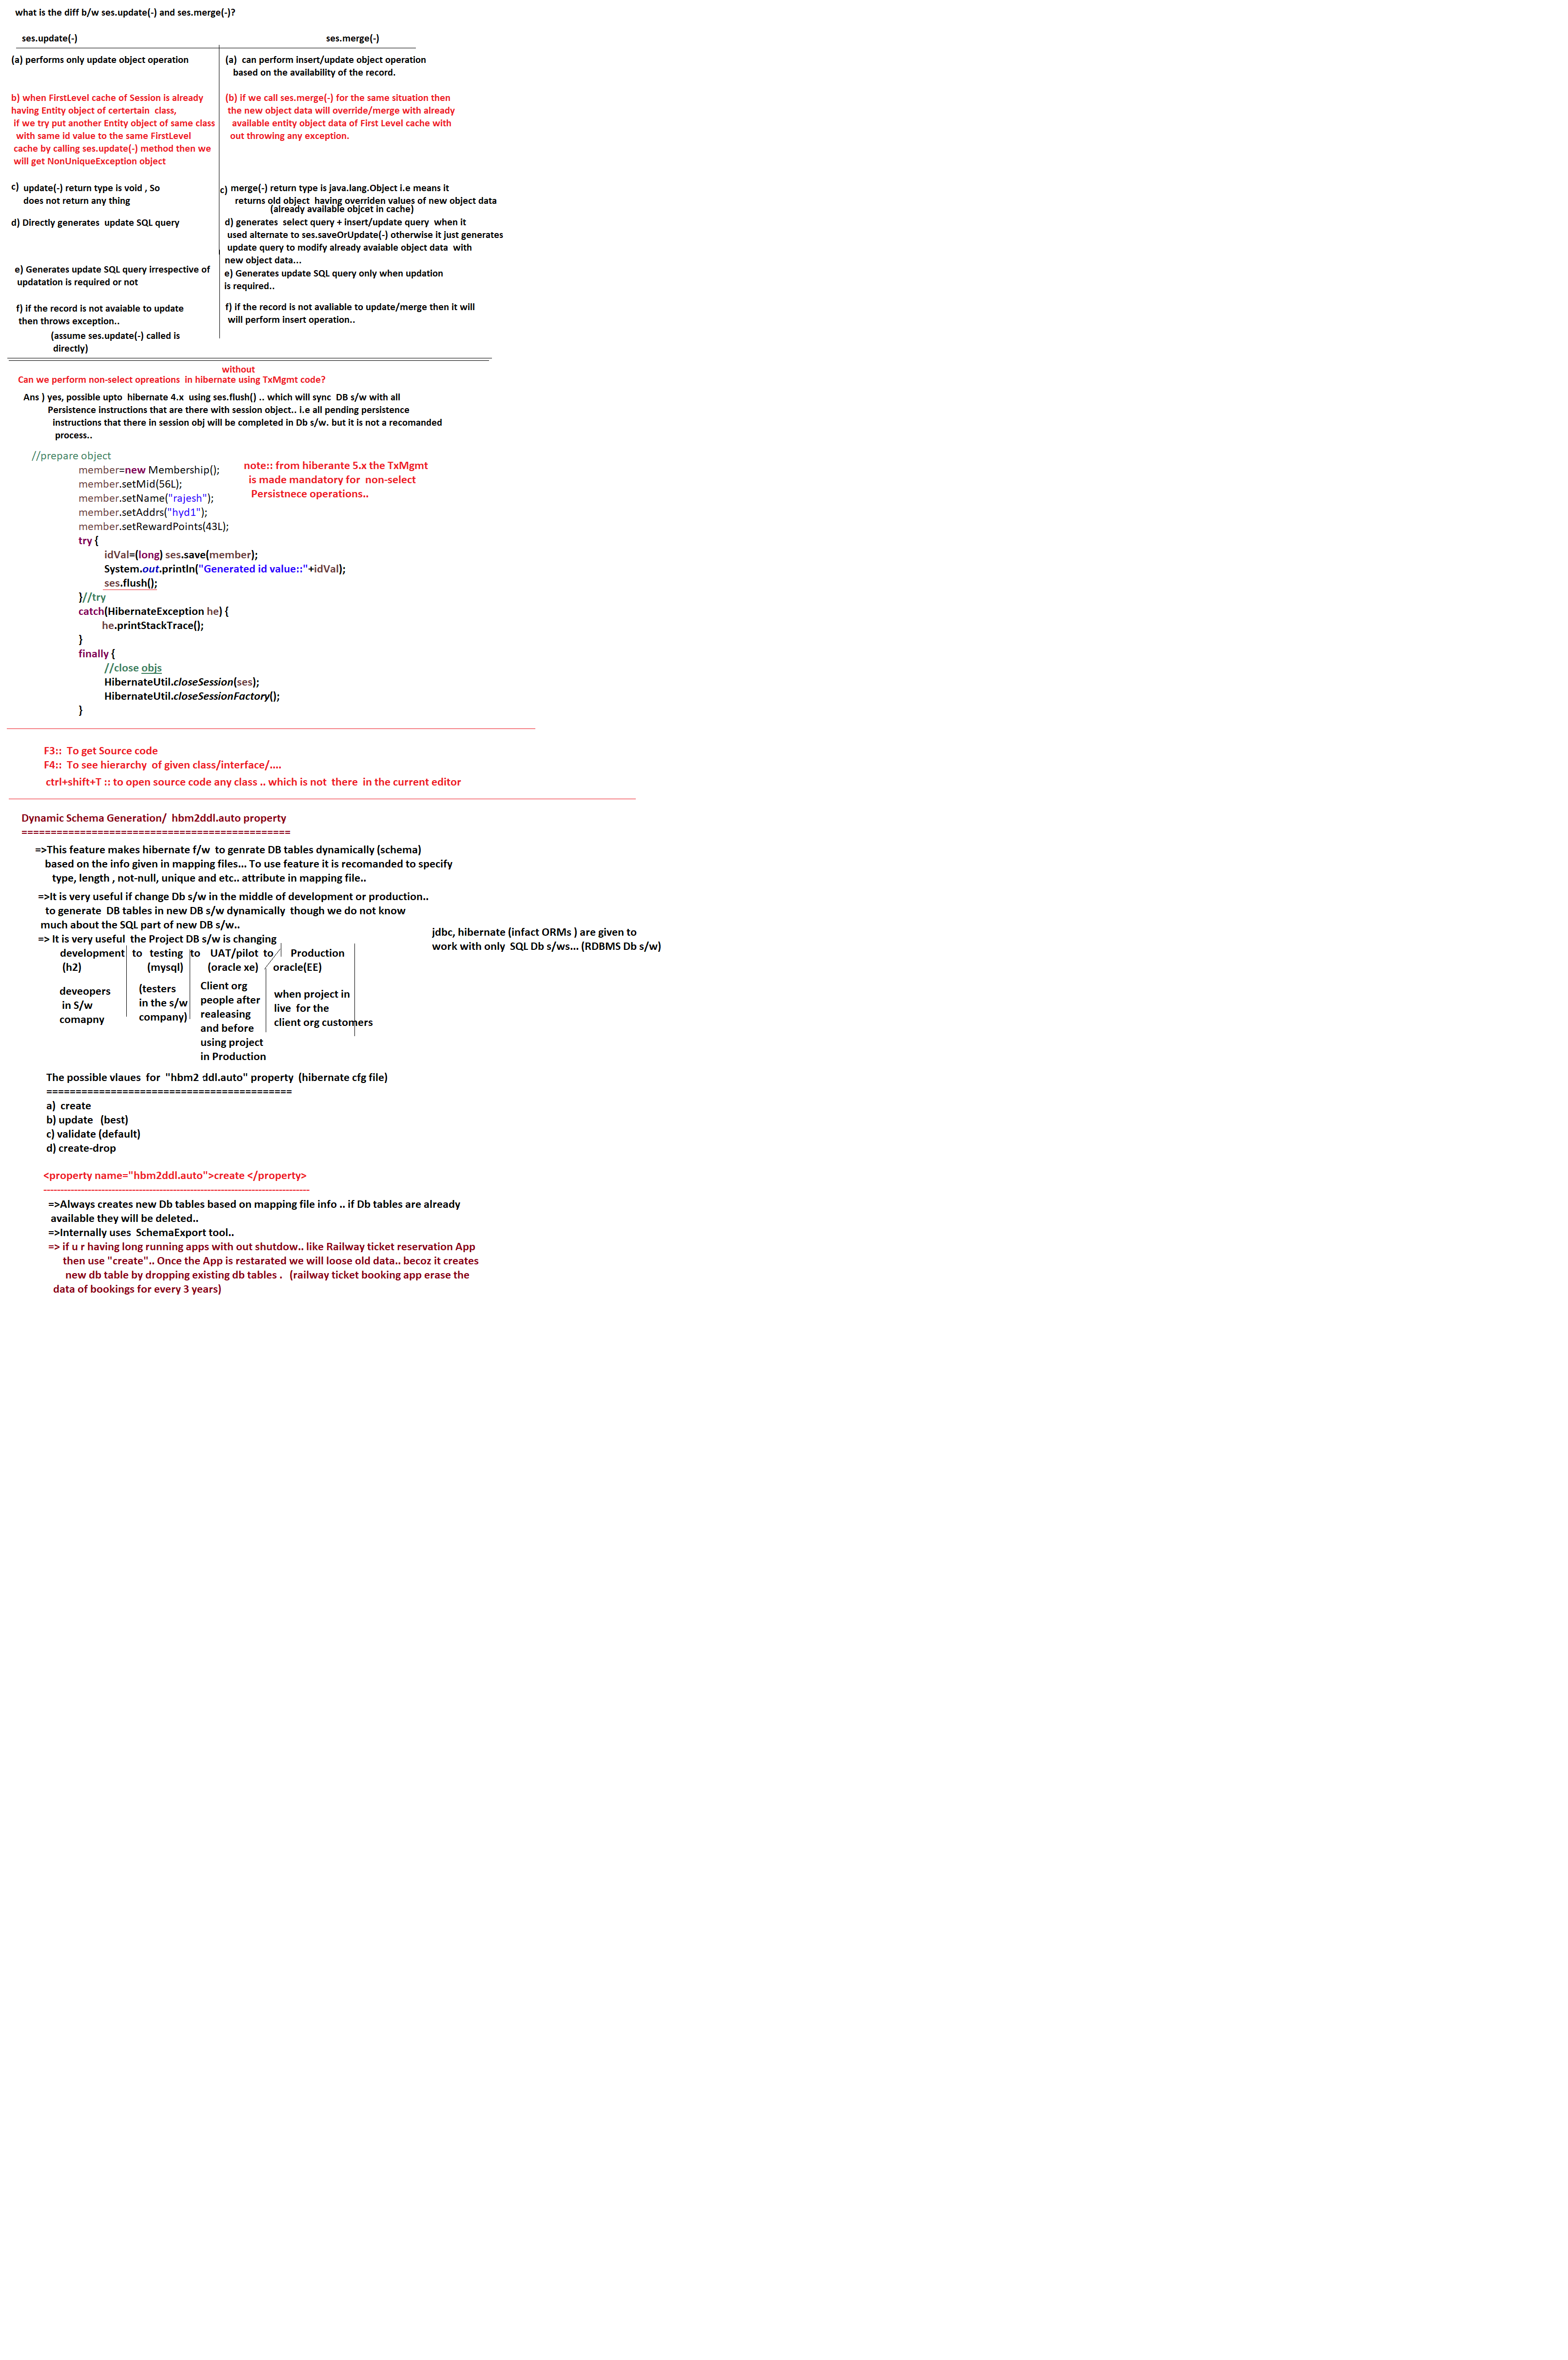 what is the diff b/w ses.update(-) and ses.merge(-)?
ses.update(-)
ses.merge(-)
(a) performs only update object operation
(a) can perform insert/update object operation
based on the availability of the record.
b) when FirstLevel cache of Session is already
having Entity object of certertain class,
if we try put another Entity object of same class
with same id value to the same FirstLevel
cache by calling ses.update(-) method then we
will get NonUniqueException object
(b) if we call ses.merge(-) for the same situation then
the new object data will override/merge with already
available entity object data of First Level cache with
out throwing any exception.
c) update(-) return type is void , So
does not return any thing
c) merge(-) return type is java.lang.Object i.e means it
returns old object having overriden values of new object data
(already available objcet in cache)
d) Directly generates update SQL query
d) generates select query + insert/update query when it
used alternate to ses.saveOrUpdate(-) otherwise it just generates
update query to modify already avaiable object data with
new object data...
e) Generates update SQL query irrespective of
updatation is required or not
e) Generates update SQL query only when updation
is required..
f) if the record is not avaiable to update
then throws exception..
(assume ses.update(-) called is
directly)
f) if the record is not avaliable to update/merge then it will
will perform insert operation..
without
Can we perform non-select opreations in hibernate using TxMgmt code?
Ans ) yes, possible upto hibernate 4.x using ses.flush() .. which will sync DB s/w with all
Persistence instructions that are there with session object.. i.e all pending persistence
instructions that there in session obj will be completed in Db s/w. but it is not a recomanded
process..
//prepare object
member=new Membership();
member.setMid(56L);
member.setName("rajesh");
member.setAddrs("hyd1");
member.setRewardPoints(43L);
note:: from hiberante 5.x the TxMgmt
is made mandatory for non-select
Persistnece operations..
try {
idVal=(long) ses.save(member);
System.out.println("Generated id value::"+idVal);
ses.flush();
}//try
catch(HibernateException he) {
he.printStackTrace();
}
finally {
//close objs
HibernateUtil.closeSession(ses);
HibernateUtil.closeSessionFactory();
}
F3:: To get Source code
F4:: To see hierarchy of given class/interface/....
ctrl+shift+T :: to open source code any class .. which is not there in the current editor
Dynamic Schema Generation/ hbm2ddl.auto property
==============================================
=>This feature makes hibernate f/w to genrate DB tables dynamically (schema)
based on the info given in mapping files... To use feature it is recomanded to specify
type, length , not-null, unique and etc.. attribute in mapping file..
=>It is very useful if change Db s/w in the middle of development or production..
to generate DB tables in new DB s/w dynamically though we do not know
much about the SQL part of new DB s/w..
jdbc, hibernate (infact ORMs ) are given to
work with only SQL Db s/ws... (RDBMS Db s/w)
=> It is very useful the Project DB s/w is changing
development to testing to UAT/pilot to Production
(h2) (mysql) (oracle xe) oracle(EE)
deveopers
in S/w
comapny
(testers
in the s/w
company)
Client org
people after
realeasing
and before
using project
in Production
when project in
live for the
client org customers
The possible vlaues for "hbm2 ddl.auto" property (hibernate cfg file)
==========================================
a) create
b) update (best)
c) validate (default)
d) create-drop
<property name="hbm2ddl.auto">create </property>
------------------------------------------------------------------------------
=>Always creates new Db tables based on mapping file info .. if Db tables are already
available they will be deleted..
=>Internally uses SchemaExport tool..
=> if u r having long running apps with out shutdow.. like Railway ticket reservation App
then use "create".. Once the App is restarated we will loose old data.. becoz it creates
new db table by dropping existing db tables . (railway ticket booking app erase the
data of bookings for every 3 years)